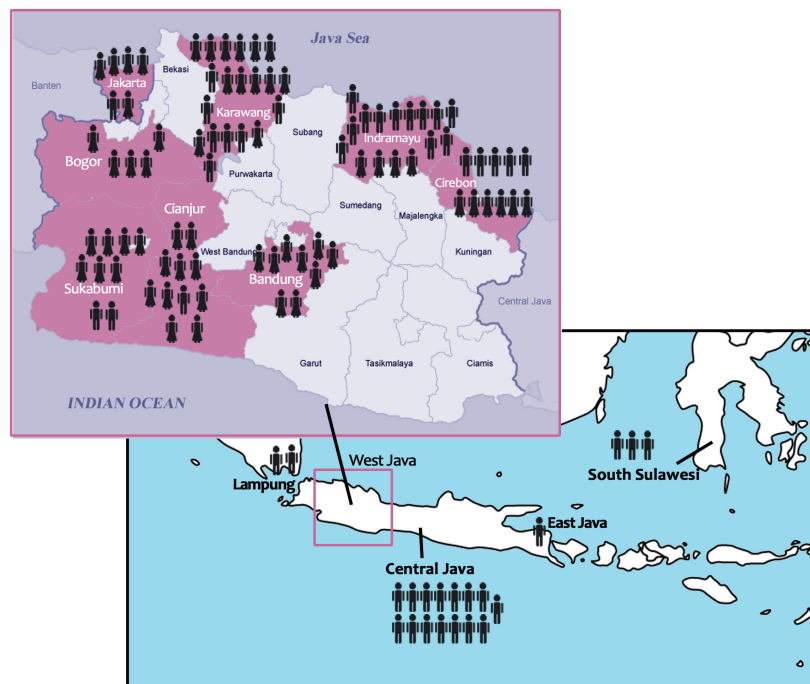 Java Sea
Bekasi
Banten
Jakarta
Karawang
Subang
Indramayu
Bogor
Purwakarta
Cirebon
Cianjur
Sumedang
Majalengka
West Bandung
Kuningan
Sukabumi
Bandung
Central Java
Garut
Tasikmalaya
Ciamis
INDIAN OCEAN
West Java
South Sulawesi
Lampung
East Java
Central Java